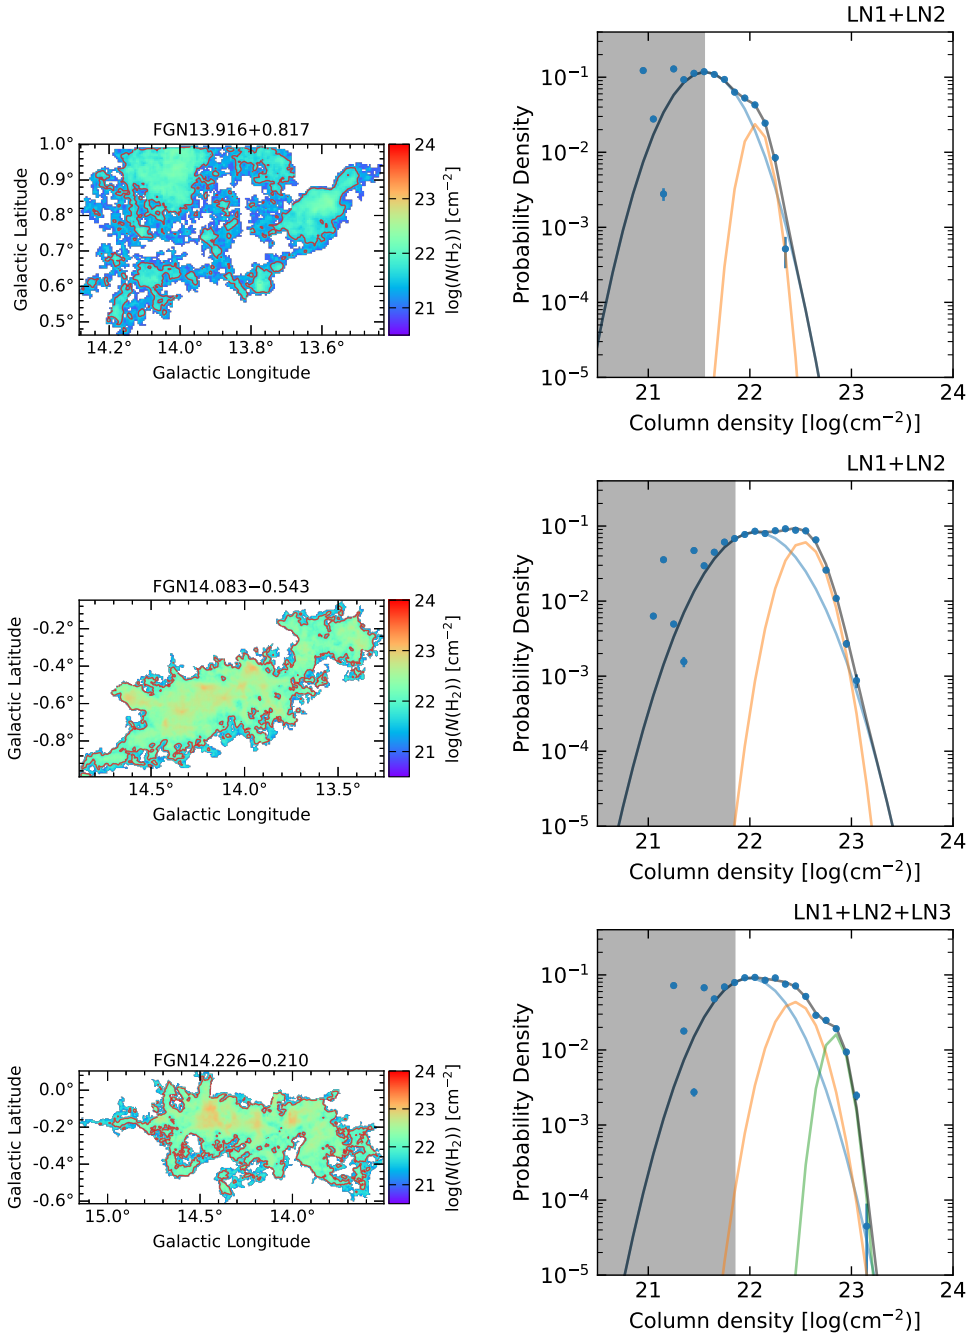 LN1+LN2
FGN13.916+0.817
Galactic Latitude
1.0°
0.9°
0.8°
0.7°
0.6°
0.5°
14.2° 14.0° 13.8° 13.6°
Galactic Longitude
24
23
22
21
log(N(H₂)) [cm⁻²]
Probability Density
10⁻¹
10⁻²
10⁻³
10⁻⁴
10⁻⁵
21 22 23 24
Column density [log(cm⁻²)]
LN1+LN2
FGN14.083−0.543
Galactic Latitude
-0.2°
-0.4°
-0.6°
-0.8°
14.5° 14.0° 13.5°
Galactic Longitude
24
23
22
21
log(N(H₂)) [cm⁻²]
Probability Density
10⁻¹
10⁻²
10⁻³
10⁻⁴
10⁻⁵
21 22 23 24
Column density [log(cm⁻²)]
LN1+LN2+LN3
FGN14.226−0.210
Galactic Latitude
0.0°
-0.2°
-0.4°
-0.6°
15.0° 14.5° 14.0°
Galactic Longitude
24
23
22
21
log(N(H₂)) [cm⁻²]
Probability Density
10⁻¹
10⁻²
10⁻³
10⁻⁴
10⁻⁵
21 22 23 24
Column density [log(cm⁻²)]